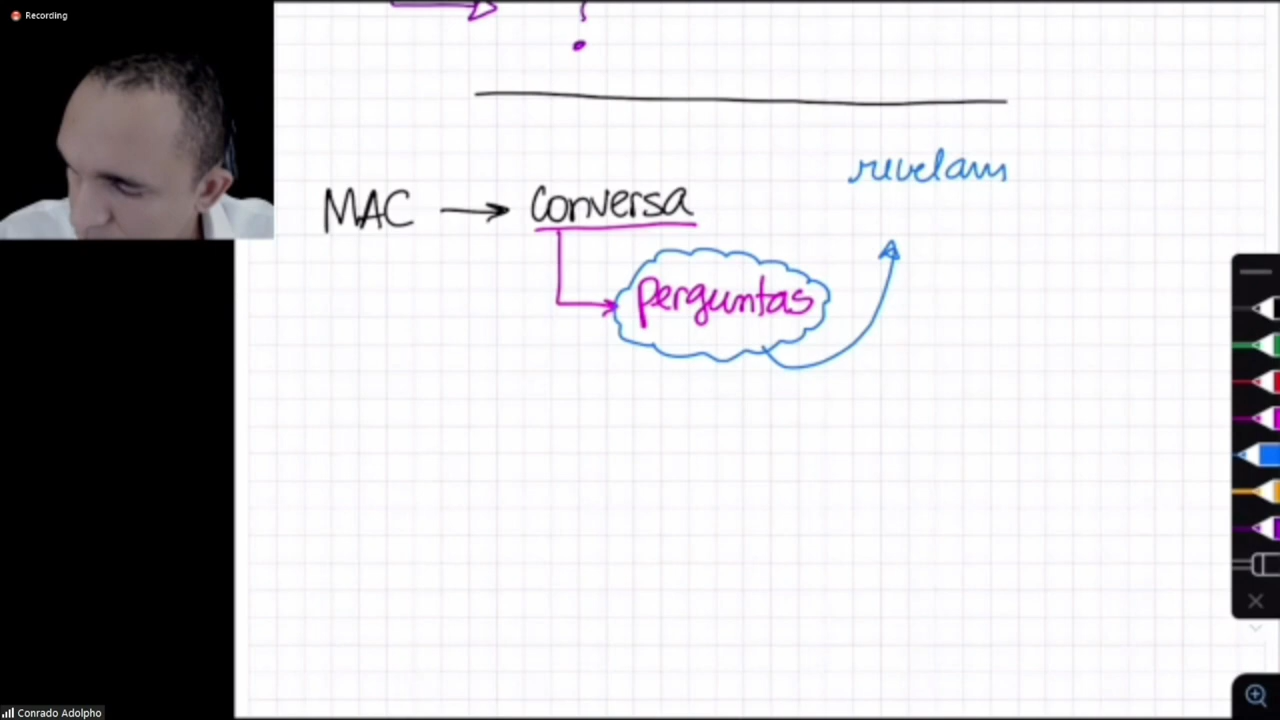 Recording
?
revelam
MAC → conversa
perguntas
Conrado Adolpho